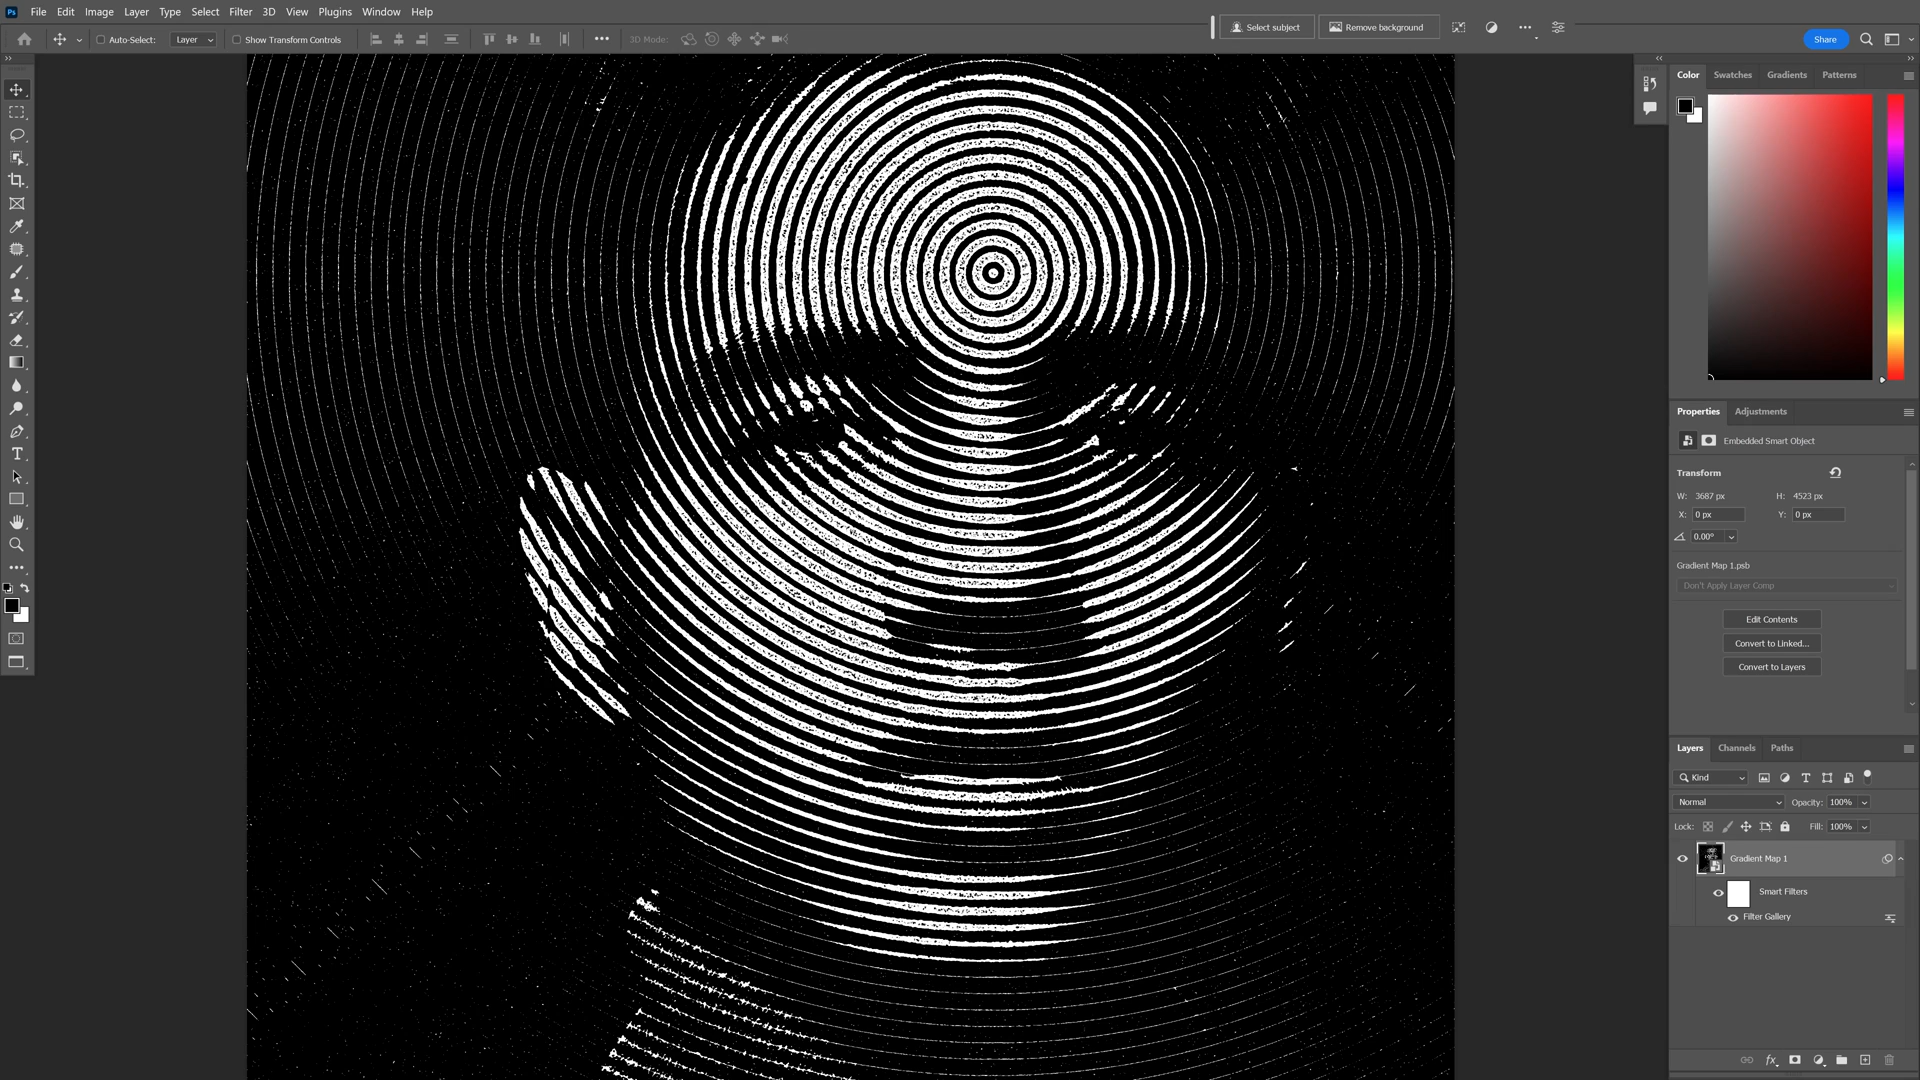 Ps File Edit Image Layer Type Select Filter 3D View Plugins Window Help
Select subject Remove background
Auto-Select: Layer Show Transform Controls 3D Mode: Share
Color Swatches Gradients Patterns
Properties Adjustments
Embedded Smart Object
Transform
W: 3687 px H: 4523 px
X: 0 px Y: 0 px
0.00°
Gradient Map 1.psb
Don't Apply Layer Comp
Edit Contents
Convert to Linked...
Convert to Layers
Layers Channels Paths
Kind
Normal Opacity: 100%
Lock: Fill: 100%
Gradient Map 1
Smart Filters
Filter Gallery
fx